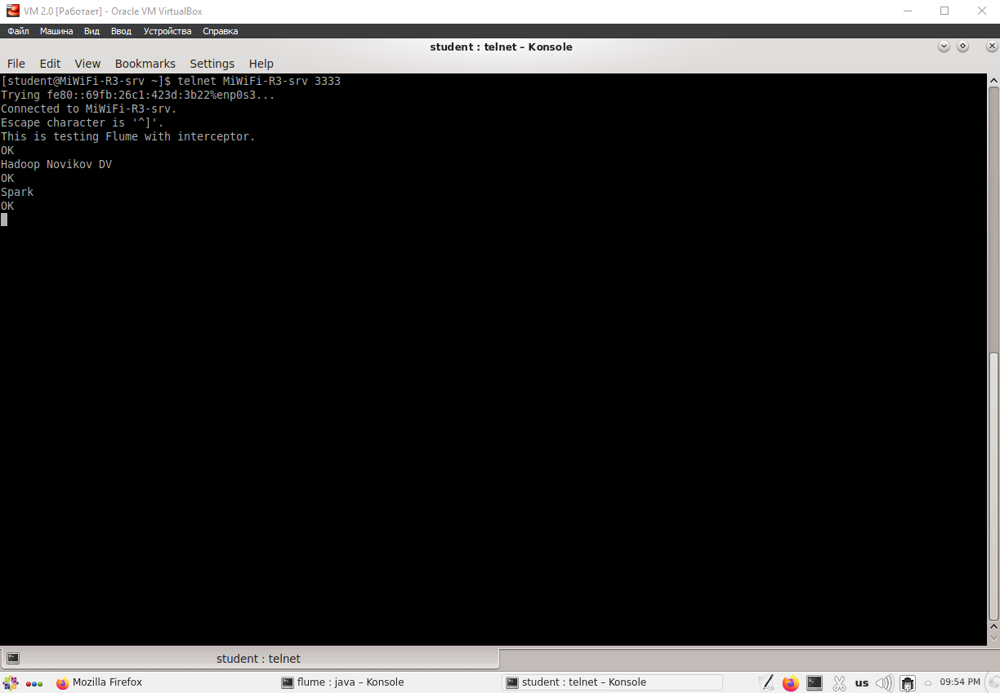 VM 2.0 [Работает] - Oracle VM VirtualBox
Файл Машина Вид Ввод Устройства Справка
student : telnet – Konsole
File Edit View Bookmarks Settings Help
[student@MiWiFi-R3-srv ~]$ telnet MiWiFi-R3-srv 3333
Trying fe80::69fb:26c1:423d:3b22%enp0s3...
Connected to MiWiFi-R3-srv.
Escape character is '^]'.
This is testing Flume with interceptor.
OK
Hadoop Novikov DV
OK
Spark
OK
student : telnet
Mozilla Firefox flume : java – Konsole student : telnet – Konsole us 09:54 PM